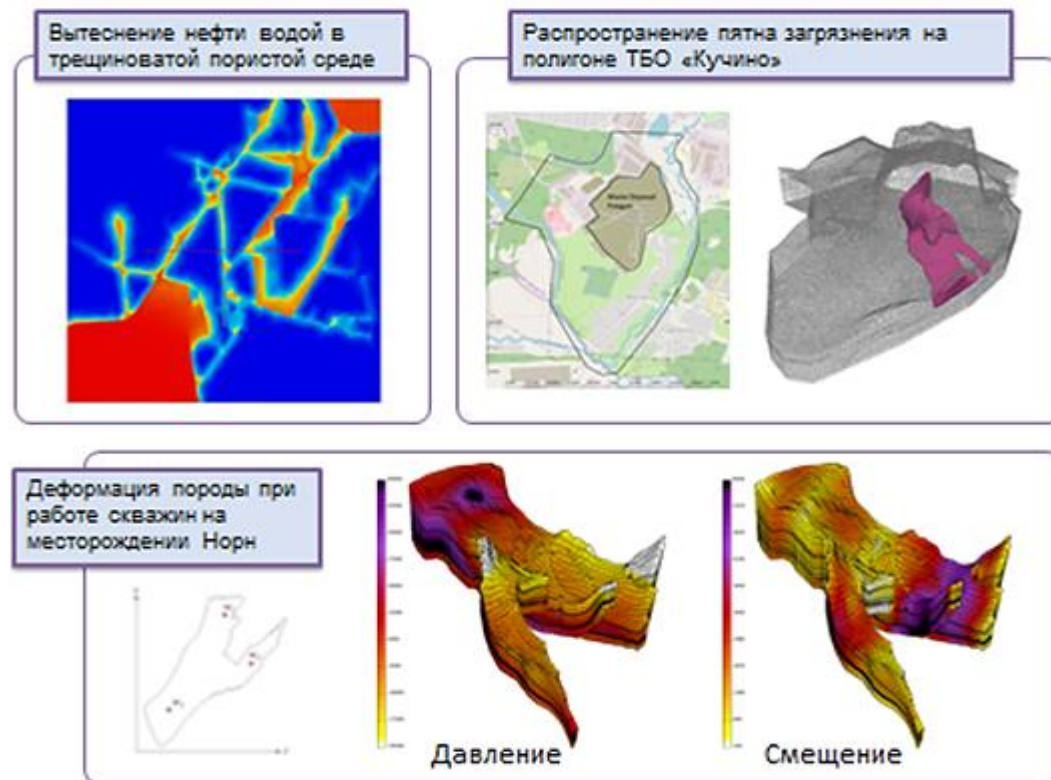 Вытеснение нефти водой в
трещиноватой пористой среде
Распространение пятна загрязнения на
полигоне ТБО «Кучино»
Деформация породы при
работе скважин на
месторождении Норн
Давление
Смещение